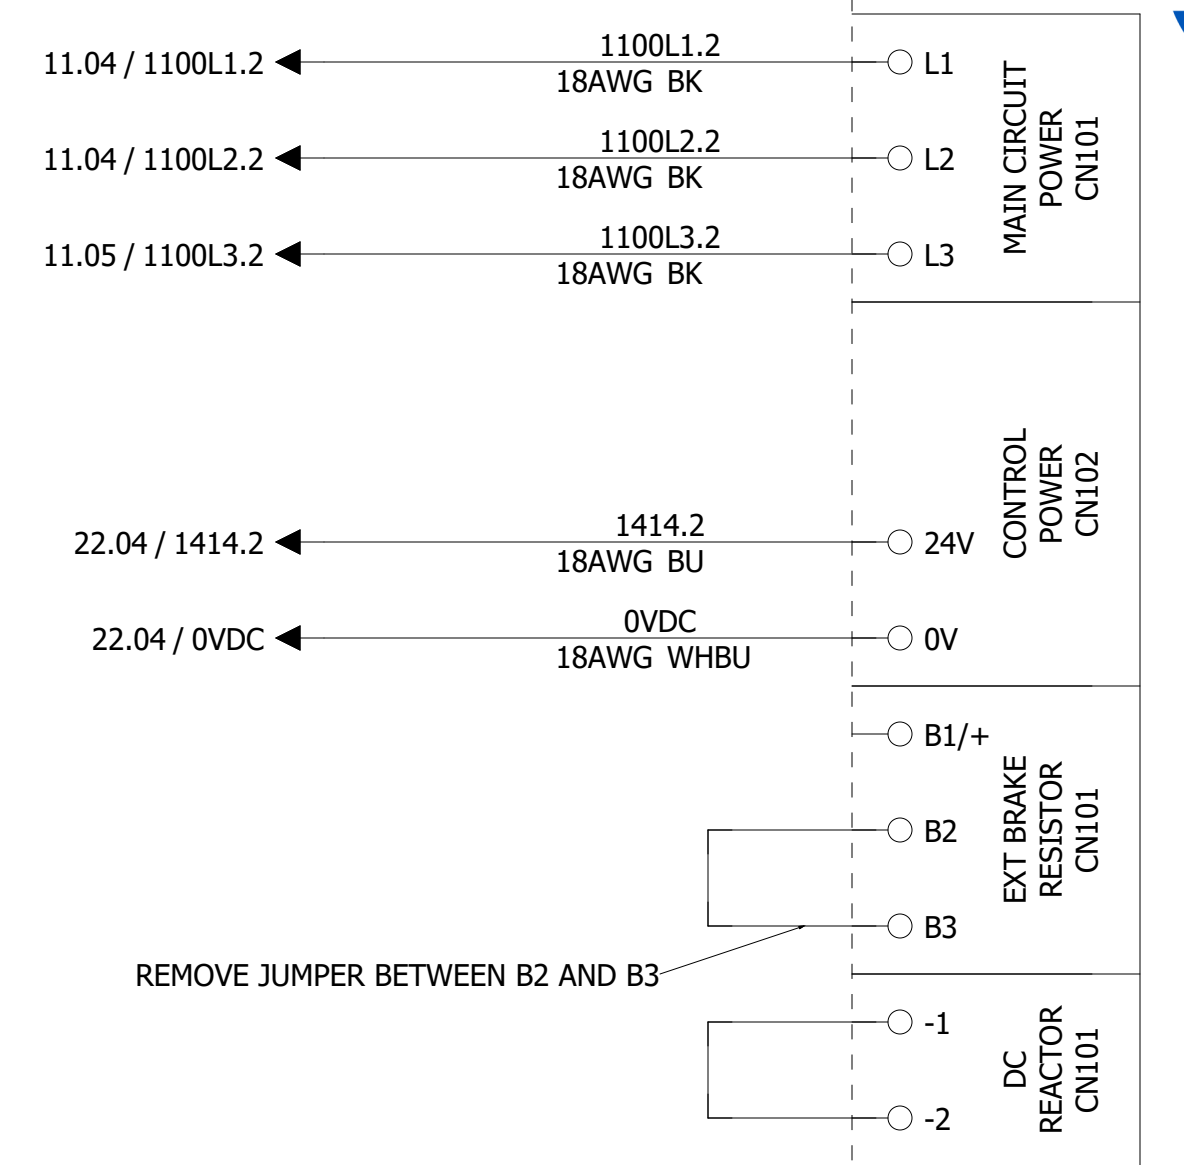 1100L1.2
11.04 / 1100L1.2
18AWG BK
L1
1100L2.2
11.04 / 1100L2.2
18AWG BK
L2
1100L3.2
11.05 / 1100L3.2
18AWG BK
L3
MAIN CIRCUIT
POWER
CN101
1414.2
22.04 / 1414.2
18AWG BU
24V
0VDC
22.04 / 0VDC
18AWG WHBU
0V
CONTROL
POWER
CN102
B1/+
B2
B3
EXT BRAKE
RESISTOR
CN101
REMOVE JUMPER BETWEEN B2 AND B3
-1
-2
DC
REACTOR
CN101